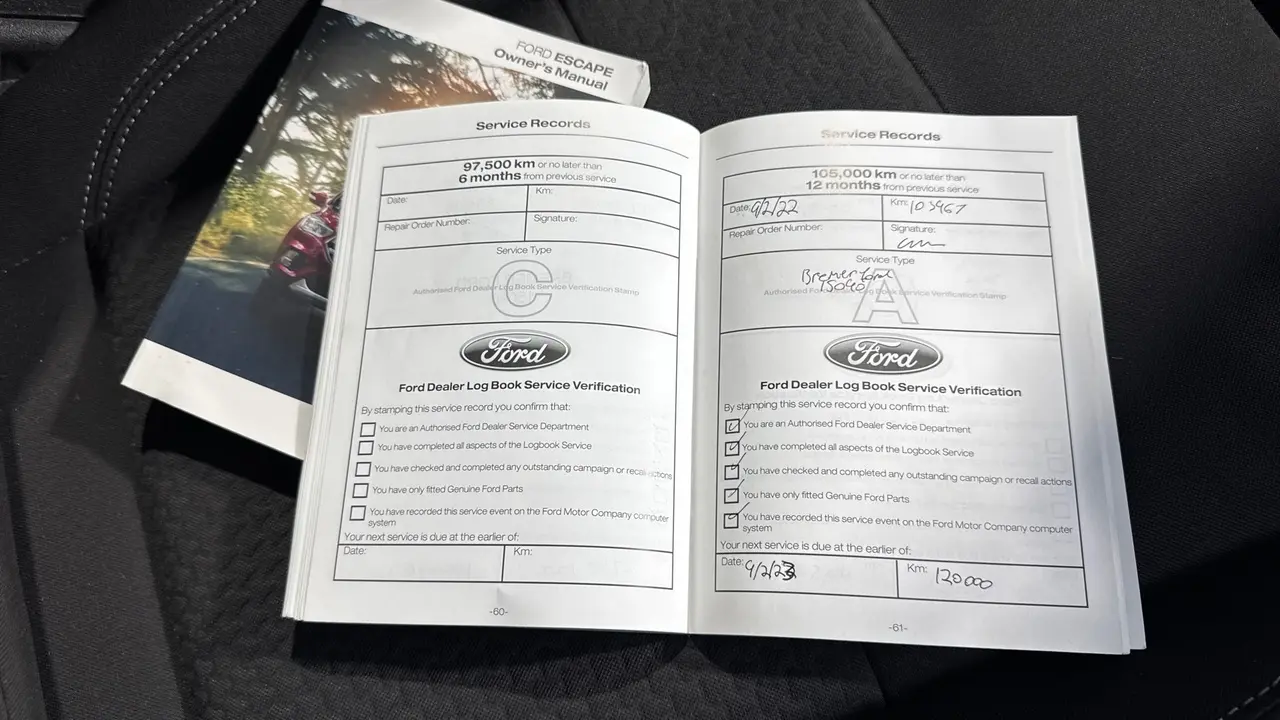 FORD ESCAPE
Owner's Manual
Service Records
97,500 km or no later than
6 months from previous service
Date:
Km:
Repair Order Number:
Signature:
Service Type
C
Authorised Ford Dealer Log Book Service Verification Stamp
Ford
Ford Dealer Log Book Service Verification
By stamping this service record you confirm that:
You are an Authorised Ford Dealer Service Department
You have completed all aspects of the Logbook Service
You have checked and completed any outstanding campaign or recall actions
You have only fitted Genuine Ford Parts
You have recorded this service event on the Ford Motor Company computer
system
Your next service is due at the earlier of:
Date:
Km:
-60-
Service Records
105,000 km or no later than
12 months from previous service
Date: 9/2/22
Km: 103967
Repair Order Number:
Signature:
Service Type
Bremer Ford
15040
A
Authorised Ford Dealer Log Book Service Verification Stamp
Ford
Ford Dealer Log Book Service Verification
By stamping this service record you confirm that:
You are an Authorised Ford Dealer Service Department
You have completed all aspects of the Logbook Service
You have checked and completed any outstanding campaign or recall actions
You have only fitted Genuine Ford Parts
You have recorded this service event on the Ford Motor Company computer
system
Your next service is due at the earlier of:
Date: 9/2/23
Km: 120000
-61-